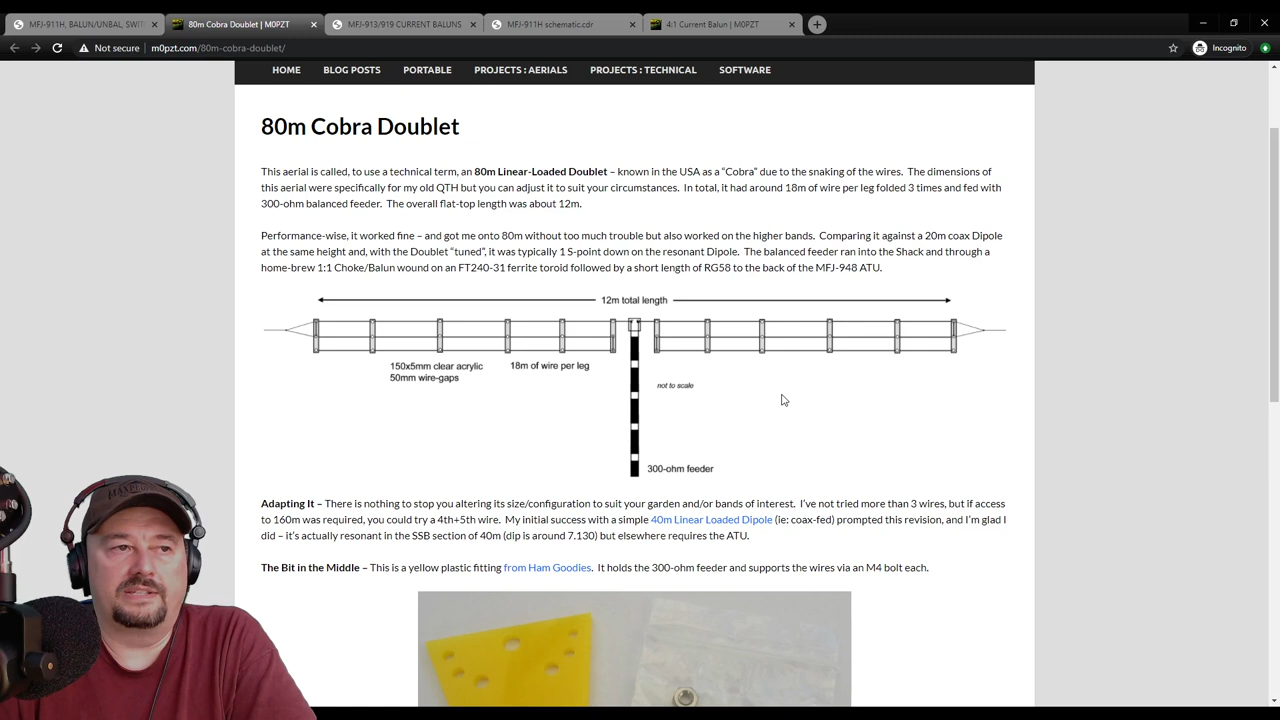 MFJ-911H, BALUN/UNBAL, SWIT
80m Cobra Doublet | M0PZT
MFJ-913/919 CURRENT BALUNS
MFJ-911H schematic.cdr
4:1 Current Balun | M0PZT
Not secure
m0pzt.com/80m-cobra-doublet/
Incognito
HOME BLOG POSTS PORTABLE PROJECTS : AERIALS PROJECTS : TECHNICAL SOFTWARE
80m Cobra Doublet
This aerial is called, to use a technical term, an 80m Linear-Loaded Doublet – known in the USA as a “Cobra” due to the snaking of the wires. The dimensions of
this aerial were specifically for my old QTH but you can adjust it to suit your circumstances. In total, it had around 18m of wire per leg folded 3 times and fed with
300-ohm balanced feeder. The overall flat-top length was about 12m.
Performance-wise, it worked fine – and got me onto 80m without too much trouble but also worked on the higher bands. Comparing it against a 20m coax Dipole
at the same height and, with the Doublet “tuned”, it was typically 1 S-point down on the resonant Dipole. The balanced feeder ran into the Shack and through a
home-brew 1:1 Choke/Balun wound on an FT240-31 ferrite toroid followed by a short length of RG58 to the back of the MFJ-948 ATU.
12m total length
150x5mm clear acrylic
50mm wire-gaps
18m of wire per leg
not to scale
300-ohm feeder
Adapting It – There is nothing to stop you altering its size/configuration to suit your garden and/or bands of interest. I’ve not tried more than 3 wires, but if access
to 160m was required, you could try a 4th+5th wire. My initial success with a simple 40m Linear Loaded Dipole (ie: coax-fed) prompted this revision, and I’m glad I
did – it’s actually resonant in the SSB section of 40m (dip is around 7.130) but elsewhere requires the ATU.
The Bit in the Middle – This is a yellow plastic fitting from Ham Goodies. It holds the 300-ohm feeder and supports the wires via an M4 bolt each.